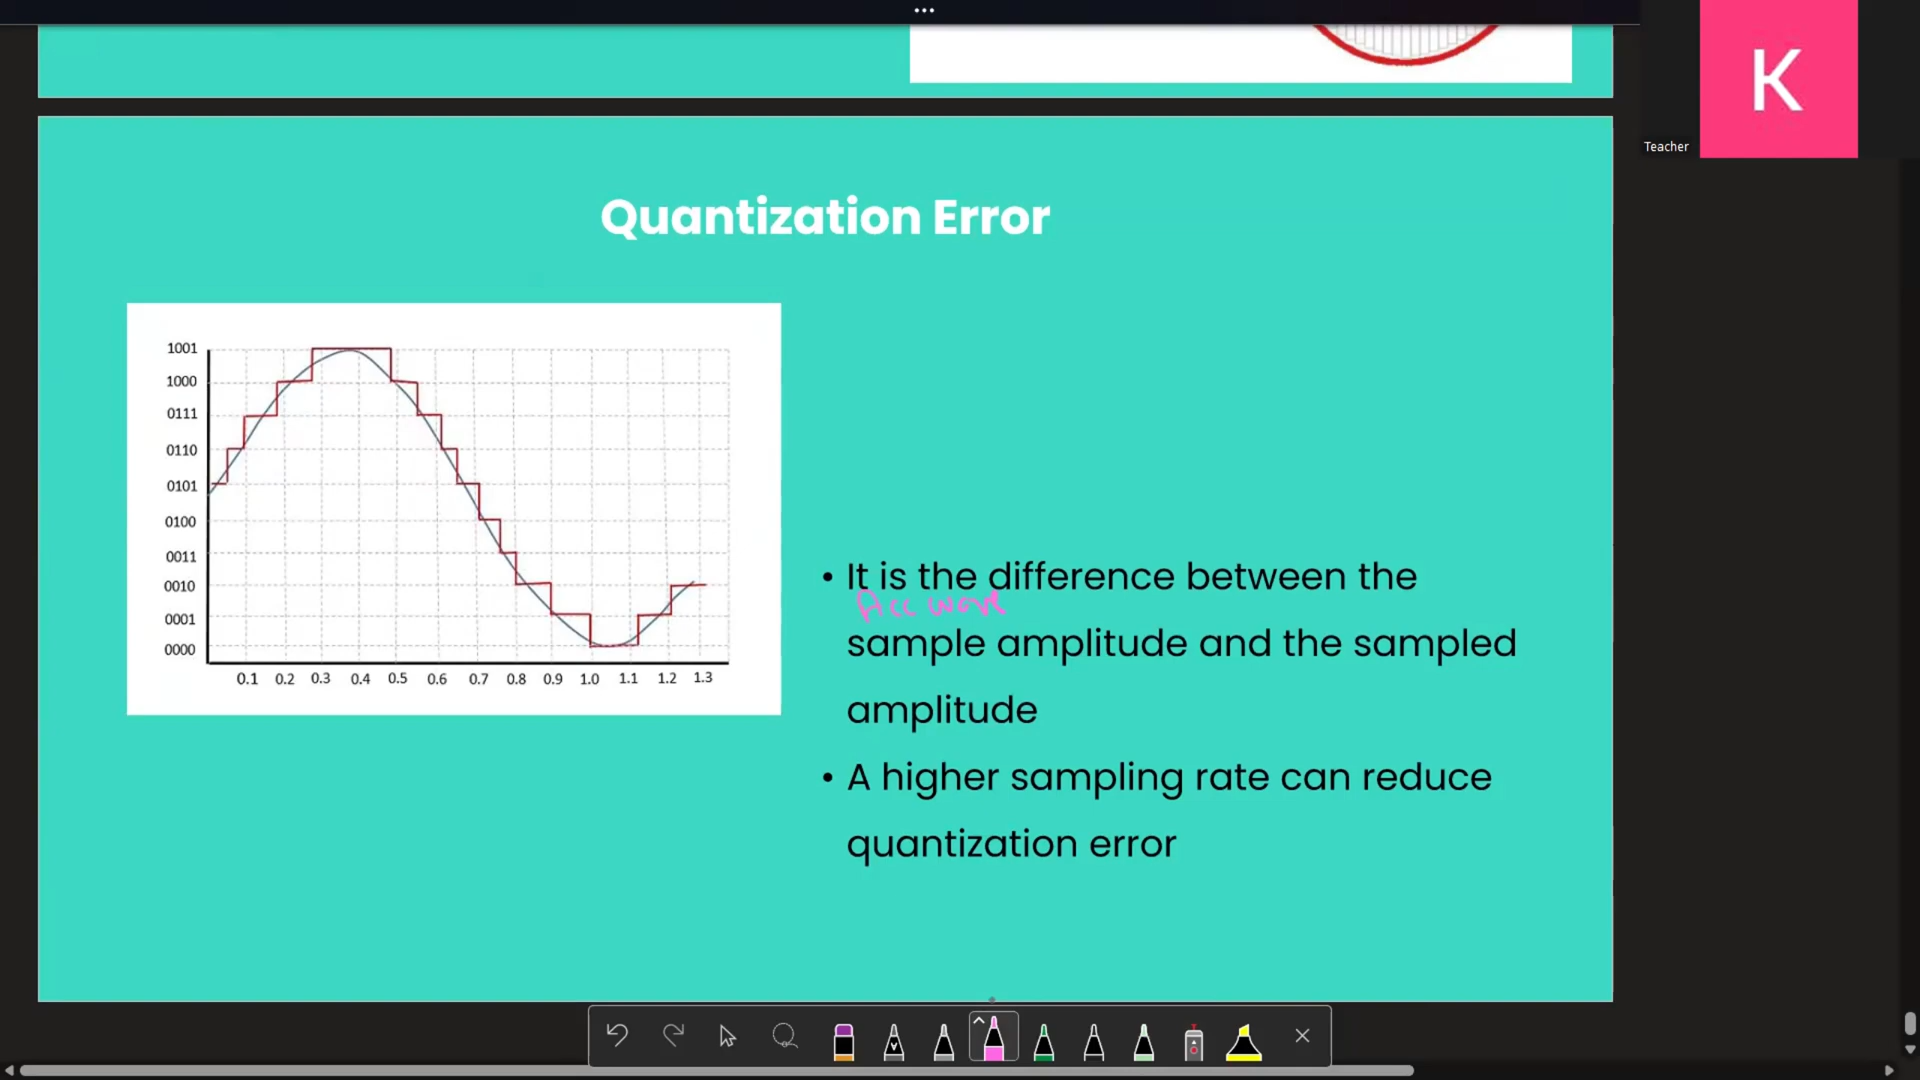 K
Teacher
Quantization Error
1001
1000
0111
0110
0101
0100
0011
0010
0001
0000
0.1 0.2 0.3 0.4 0.5 0.6 0.7 0.8 0.9 1.0 1.1 1.2 1.3
• It is the difference between the
Acc wave
sample amplitude and the sampled
amplitude
• A higher sampling rate can reduce
quantization error